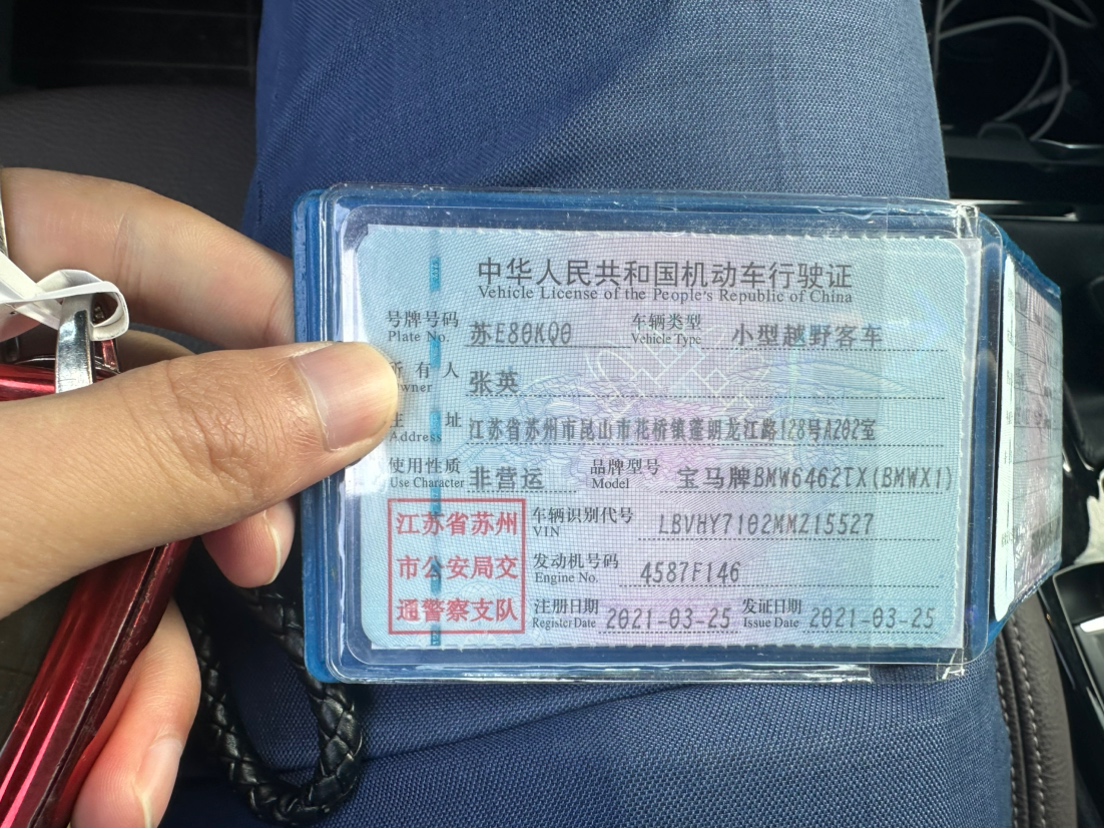 中华人民共和国机动车行驶证
Vehicle License of the People's Republic of China
号牌号码 苏E80KQ0 车辆类型 小型越野客车
Plate No. Vehicle Type
所有人 张英
Owner
住址 江苏省苏州市昆山市花桥镇蓬朗龙江路128号A202室
Address
使用性质 非营运 品牌型号 宝马牌BMW6462TX(BMWX1)
Use Character Model
江苏省苏州 车辆识别代号 LBVHY7102MMZ15527
VIN
市公安局交 发动机号码 4587F146
Engine No.
通警察支队 注册日期 2021-03-25 发证日期 2021-03-25
Register Date Issue Date